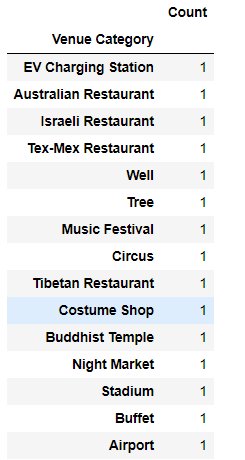 Count
Venue Category
EV Charging Station 1
Australian Restaurant 1
Israeli Restaurant 1
Tex-Mex Restaurant 1
Well 1
Tree 1
Music Festival 1
Circus 1
Tibetan Restaurant 1
Costume Shop 1
Buddhist Temple 1
Night Market 1
Stadium 1
Buffet 1
Airport 1